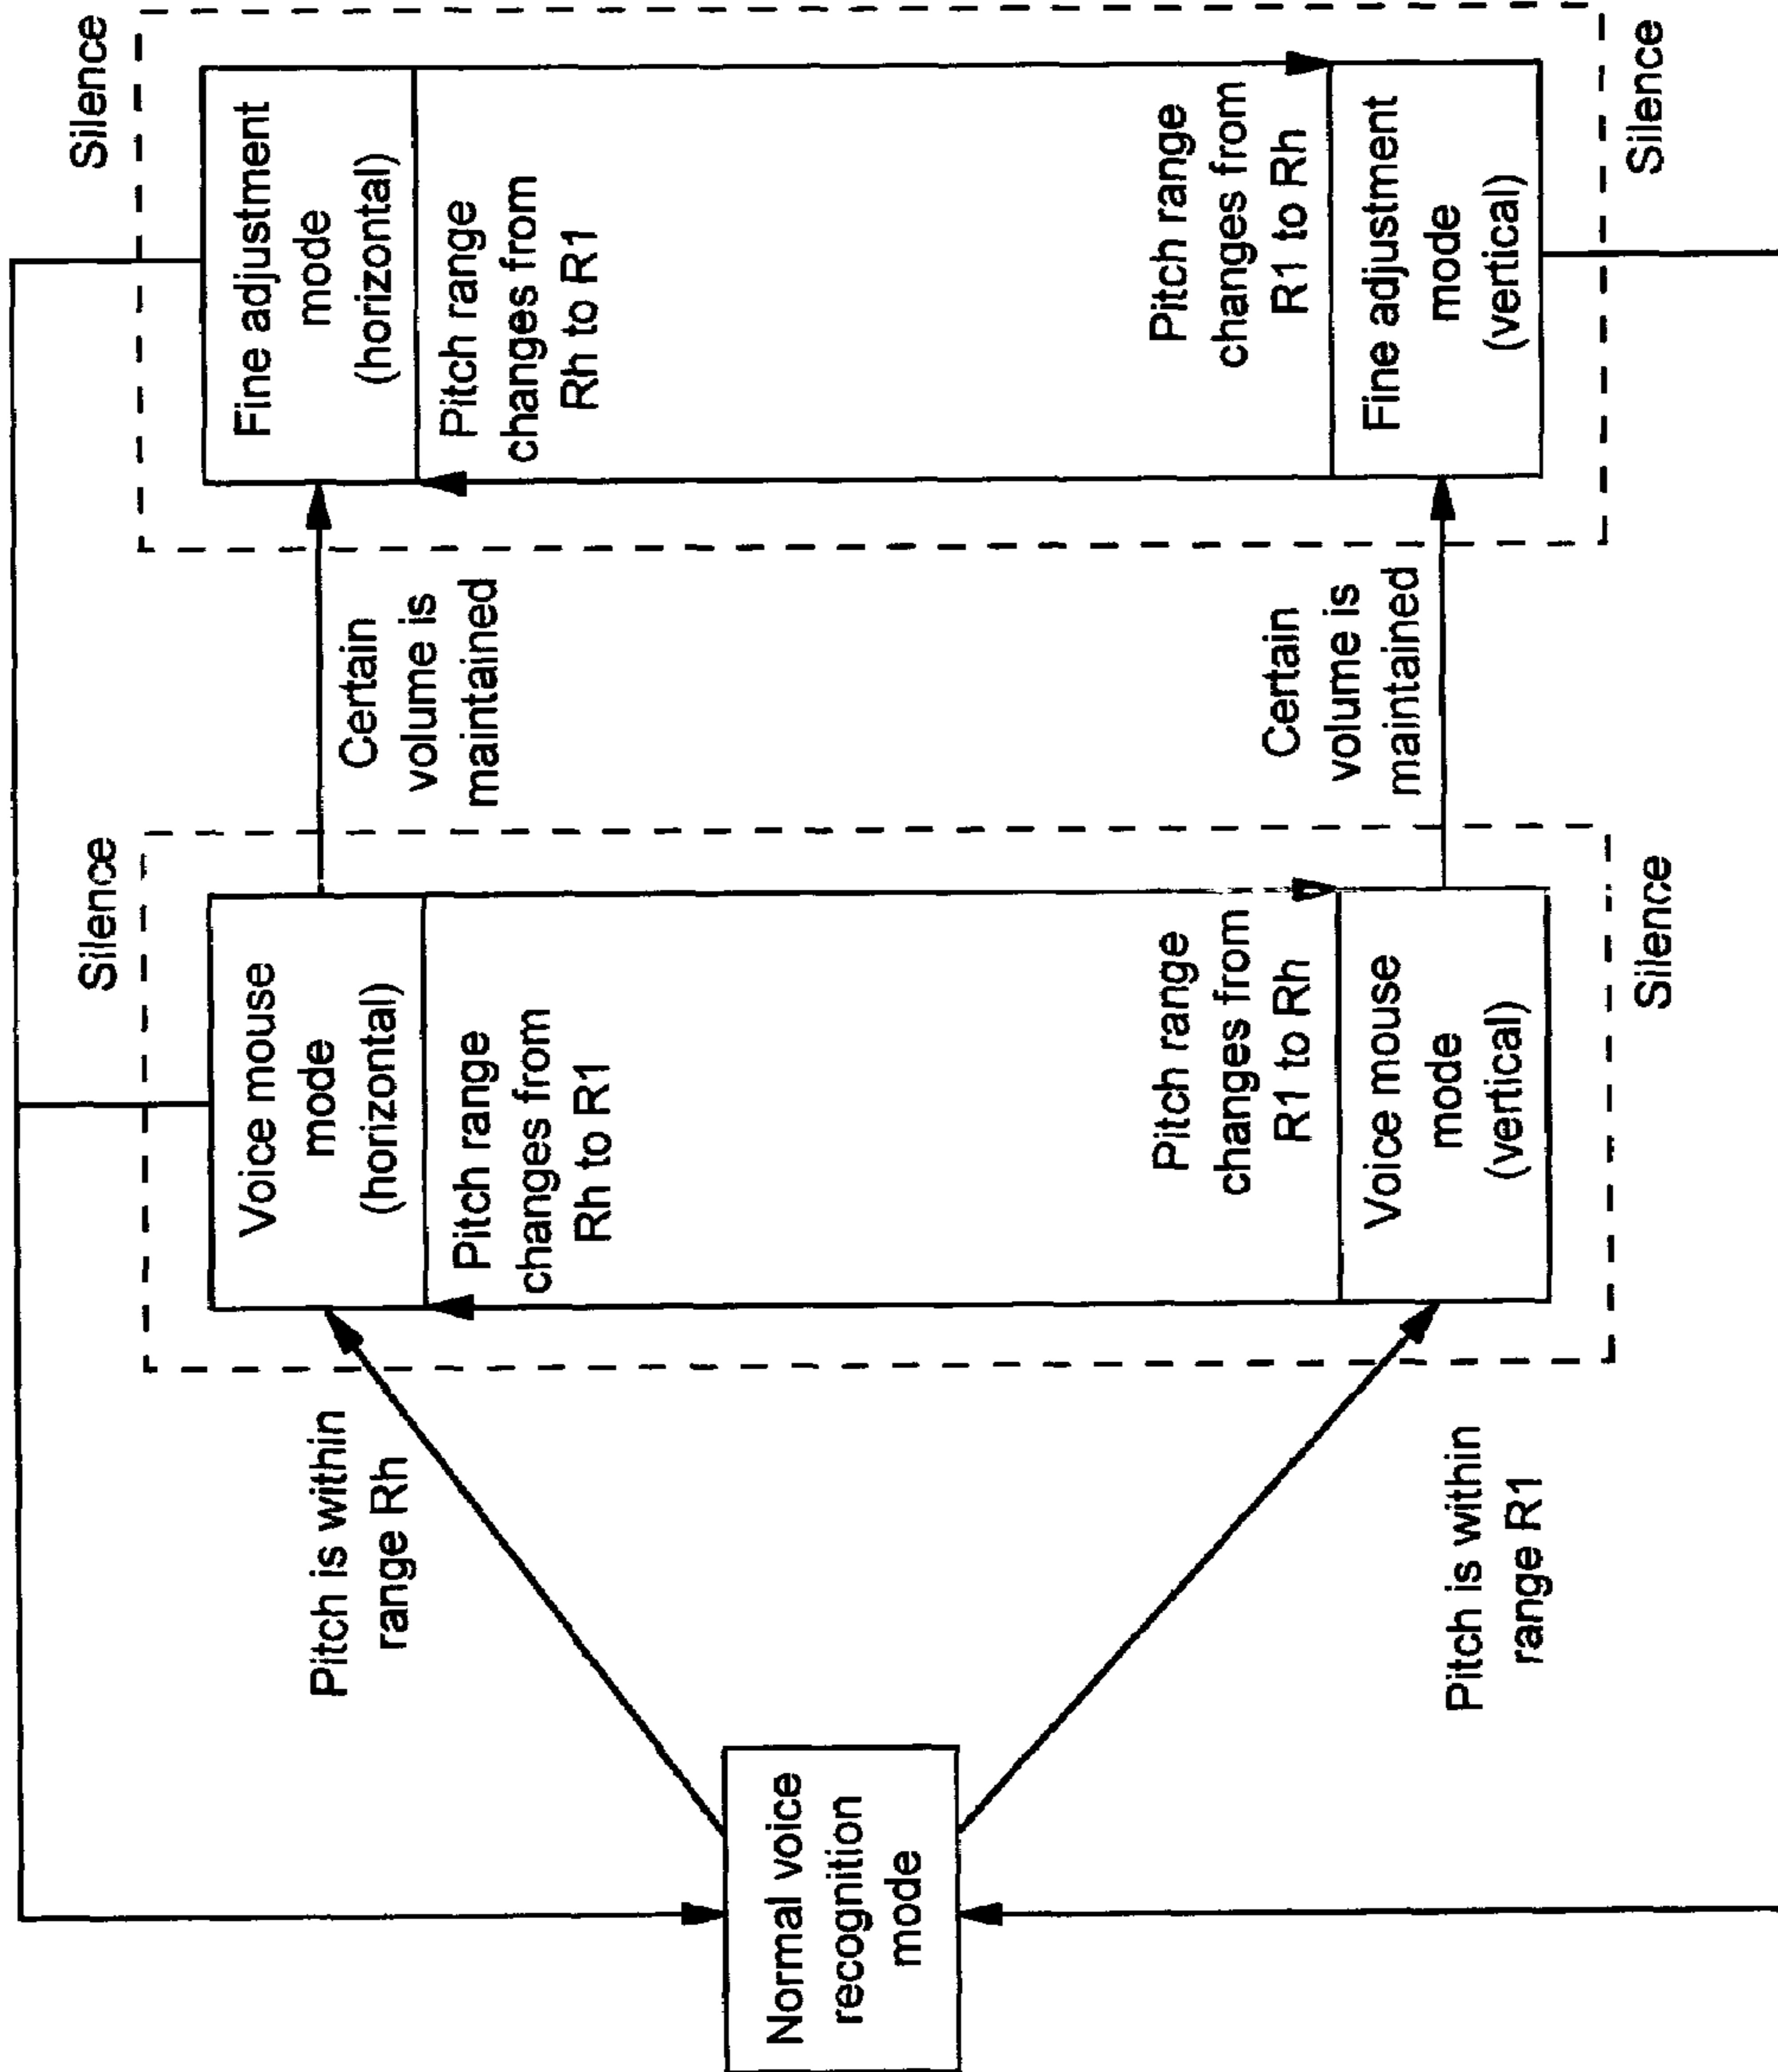 Normal voice
recognition
mode
Pitch is within
range Rh
Pitch is within
range R1
Silence
Voice mouse
mode
(horizontal)
Pitch range
changes from
Rh to R1
Pitch range
changes from
R1 to Rh
Voice mouse
mode
(vertical)
Silence
Certain
volume is
maintained
Certain
volume is
maintained
Silence
Fine adjustment
mode
(horizontal)
Pitch range
changes from
Rh to R1
Pitch range
changes from
R1 to Rh
Fine adjustment
mode
(vertical)
Silence